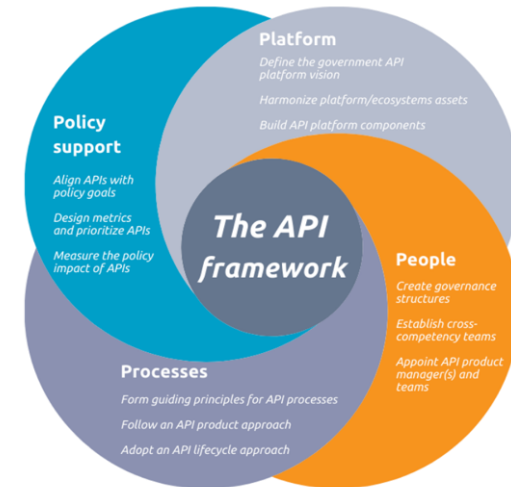 Platform
Define the government API
platform vision
Harmonize platform/ecosystems assets
Build API platform components
Policy
support
Align APIs with
policy goals
Design metrics
and prioritize APIs
Measure the policy
impact of APIs
The API
framework
People
Create governance
structures
Establish cross-
competency teams
Appoint API product
manager(s) and
teams
Processes
Form guiding principles for API processes
Follow an API product approach
Adopt an API lifecycle approach